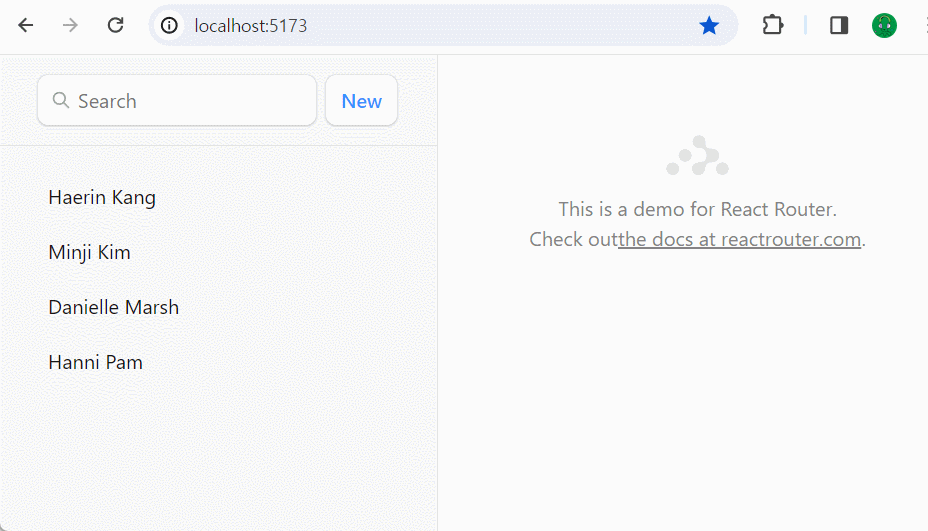 localhost:5173
Search
New
Haerin Kang
Minji Kim
Danielle Marsh
Hanni Pam
This is a demo for React Router.
Check outthe docs at reactrouter.com.